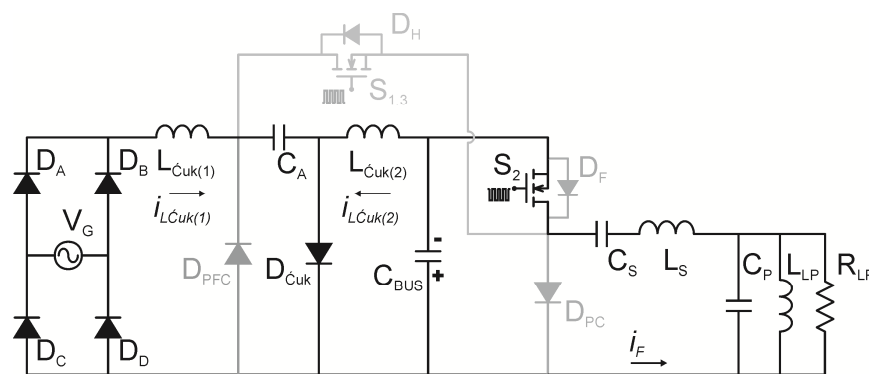 D_H
S_1,3
D_A
D_B
L_Ćuk(1)
C_A
L_Ćuk(2)
S_2
D_F
i_LĆuk(1)
i_LĆuk(2)
V_G
D_PFC
D_Ćuk
C_BUS
-
+
C_S
L_S
C_P
L_LP
R_LP
D_PC
D_C
D_D
i_F